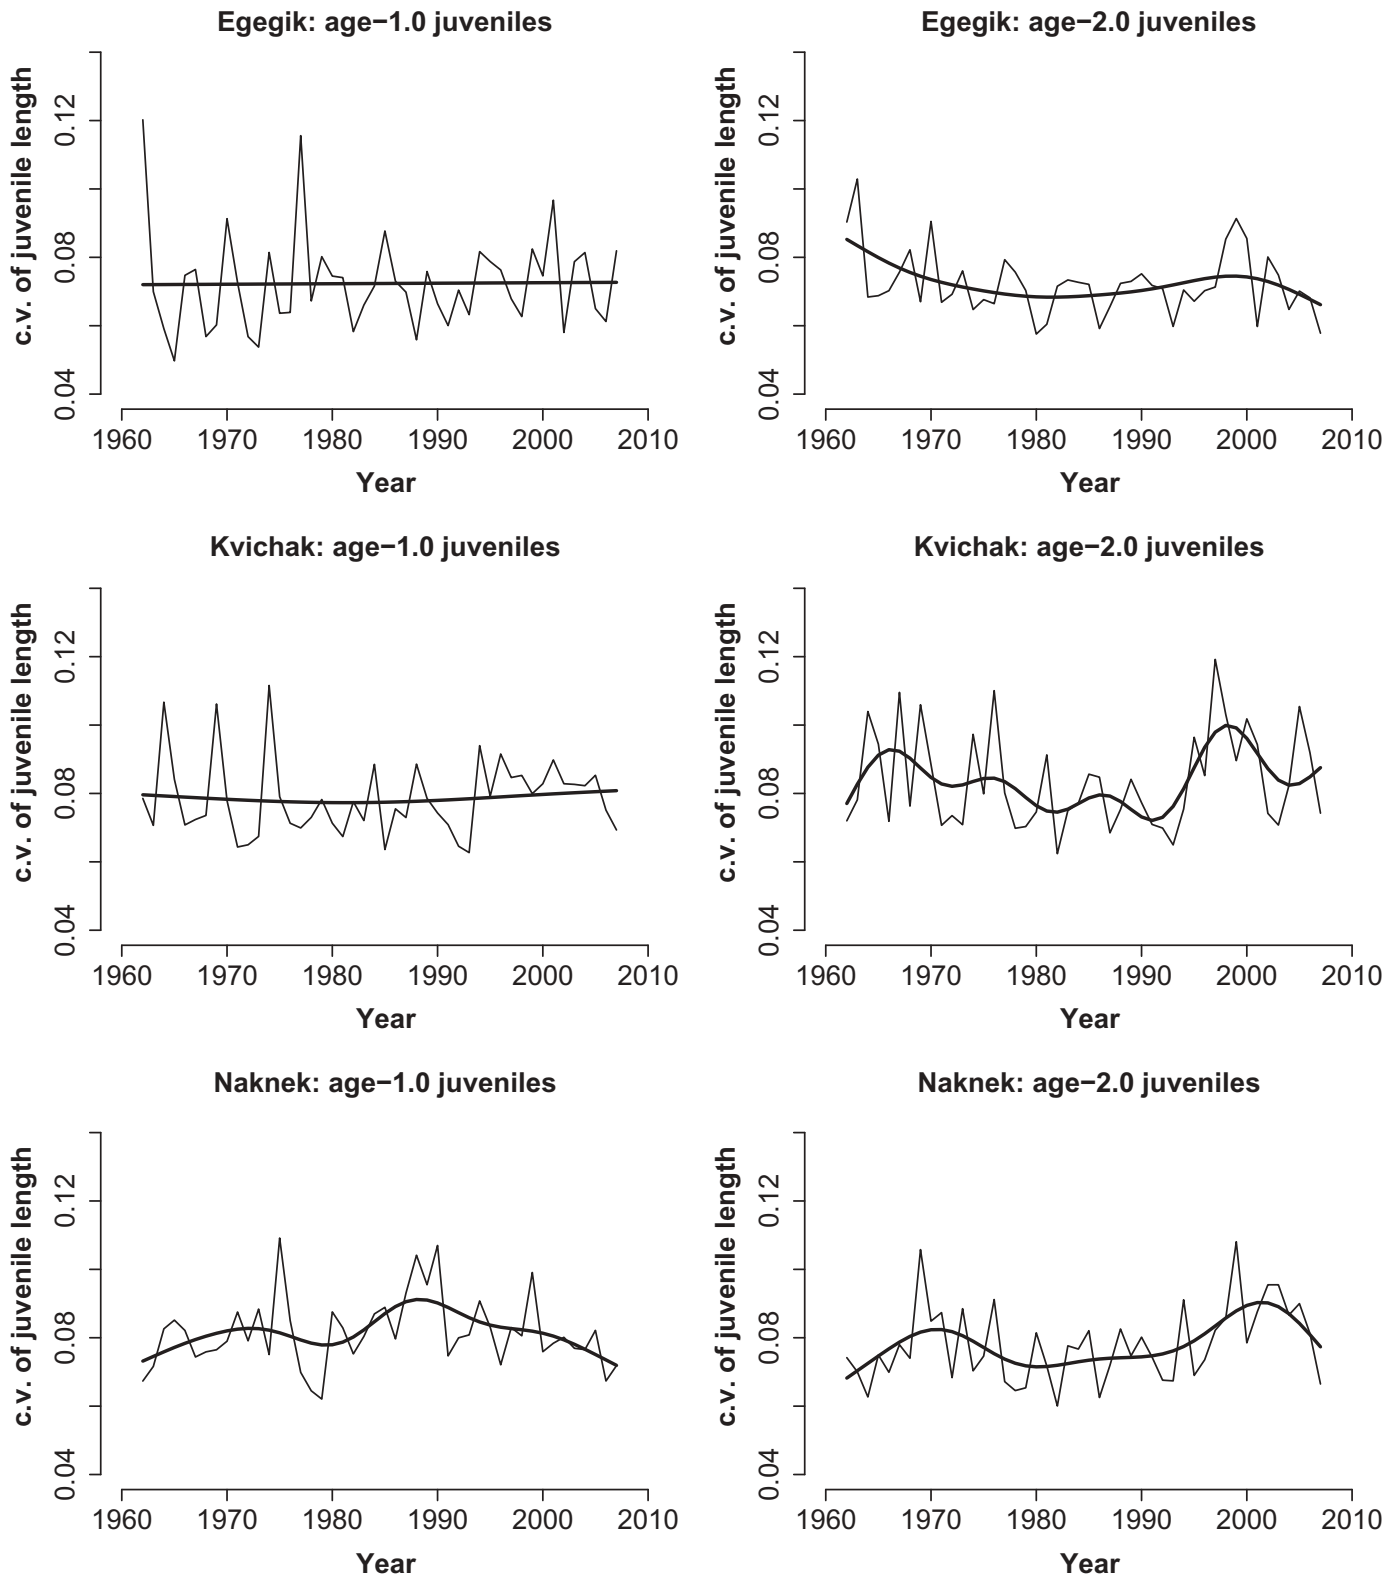 Egegik: age−1.0 juveniles
c.v. of juvenile length
0.12
0.08
0.04
1960 1970 1980 1990 2000 2010
Year
Egegik: age−2.0 juveniles
c.v. of juvenile length
0.12
0.08
0.04
1960 1970 1980 1990 2000 2010
Year
Kvichak: age−1.0 juveniles
c.v. of juvenile length
0.12
0.08
0.04
1960 1970 1980 1990 2000 2010
Year
Kvichak: age−2.0 juveniles
c.v. of juvenile length
0.12
0.08
0.04
1960 1970 1980 1990 2000 2010
Year
Naknek: age−1.0 juveniles
c.v. of juvenile length
0.12
0.08
0.04
1960 1970 1980 1990 2000 2010
Year
Naknek: age−2.0 juveniles
c.v. of juvenile length
0.12
0.08
0.04
1960 1970 1980 1990 2000 2010
Year